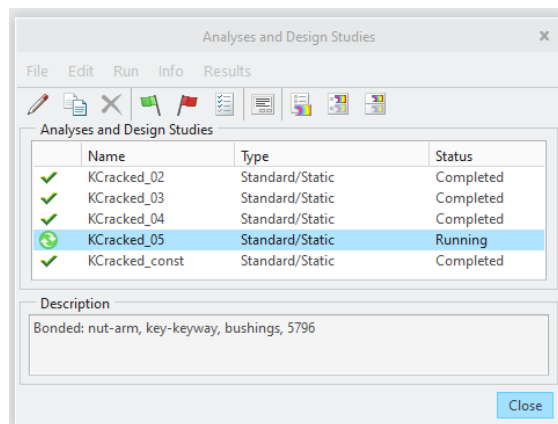 Analyses and Design Studies
File Edit Run Info Results
Analyses and Design Studies
Name Type Status
KCracked_02 Standard/Static Completed
KCracked_03 Standard/Static Completed
KCracked_04 Standard/Static Completed
KCracked_05 Standard/Static Running
KCracked_const Standard/Static Completed
Description
Bonded: nut-arm, key-keyway, bushings, 5796
Close